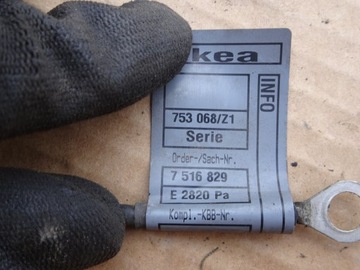 kea
INFO
753 068/Z1
Serie
Order-/Sach-Nr.
7 516 829
E 2820 Pa
Kompl.-KBB-Nr.